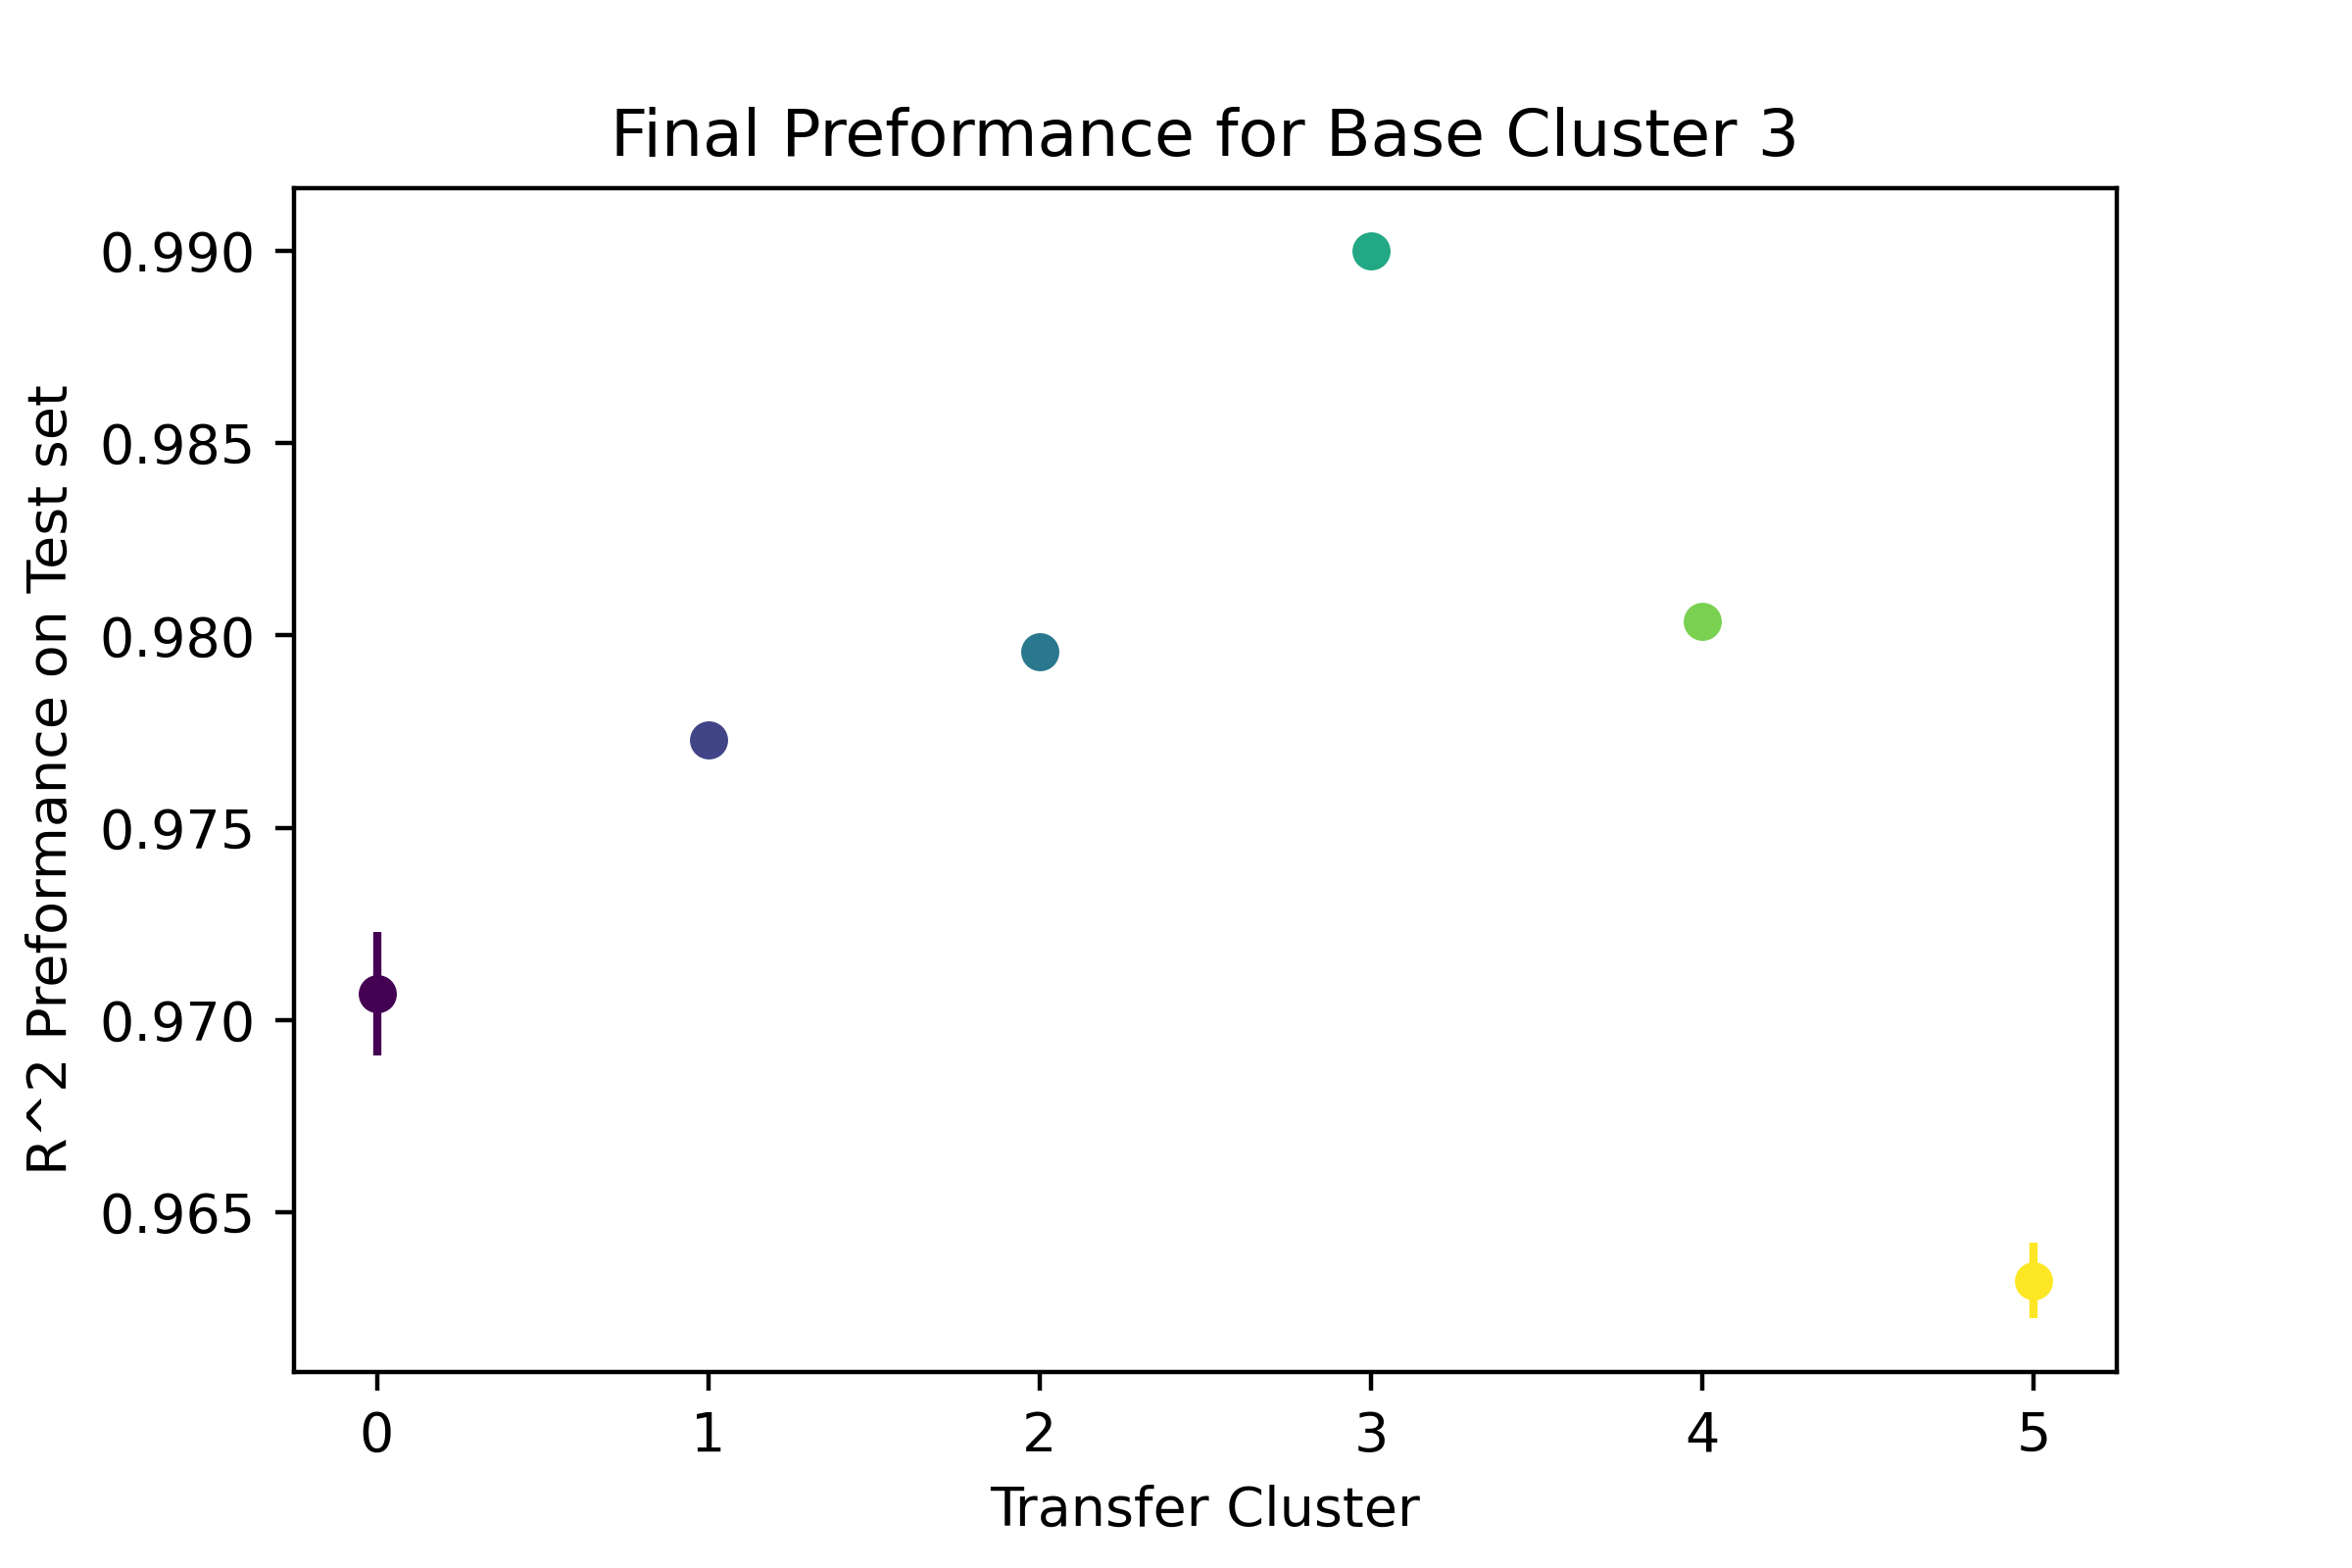 Final Preformance for Base Cluster 3
R^2 Preformance on Test set
0.990
0.985
0.980
0.975
0.970
0.965
0 1 2 3 4 5
Transfer Cluster